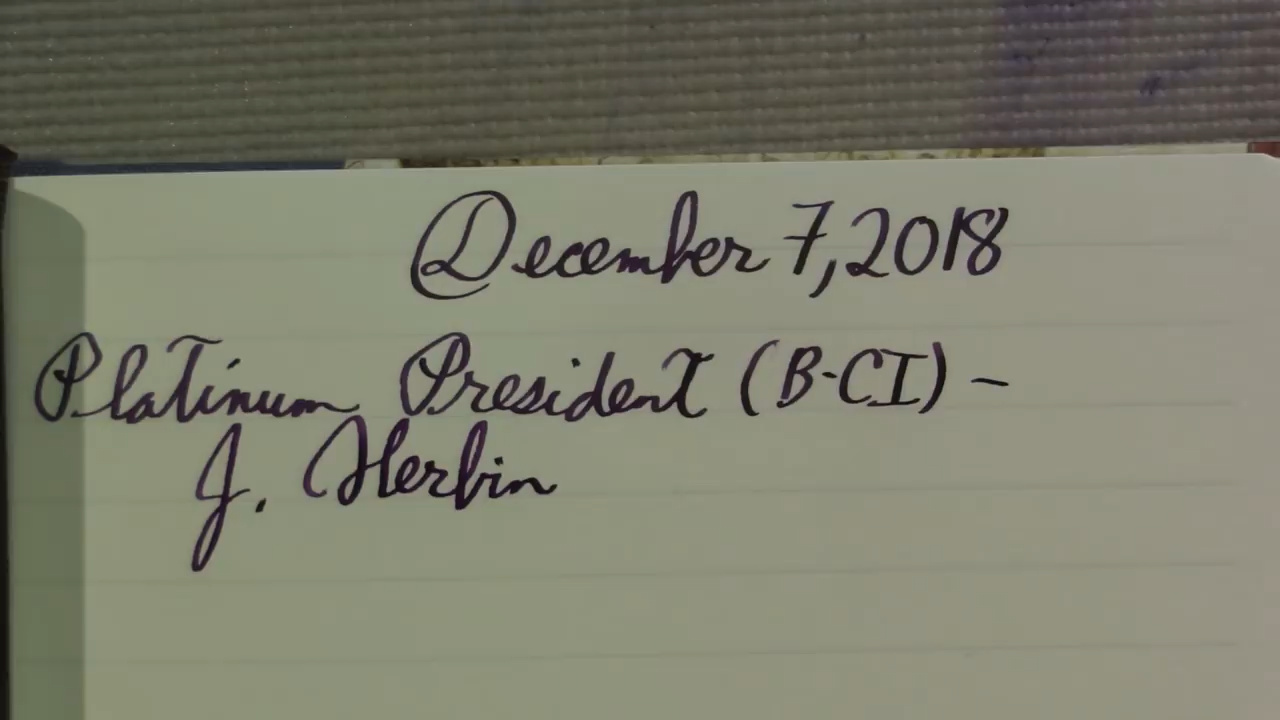 December 7, 2018
Platinum President (B-CI) -
J. Herbin